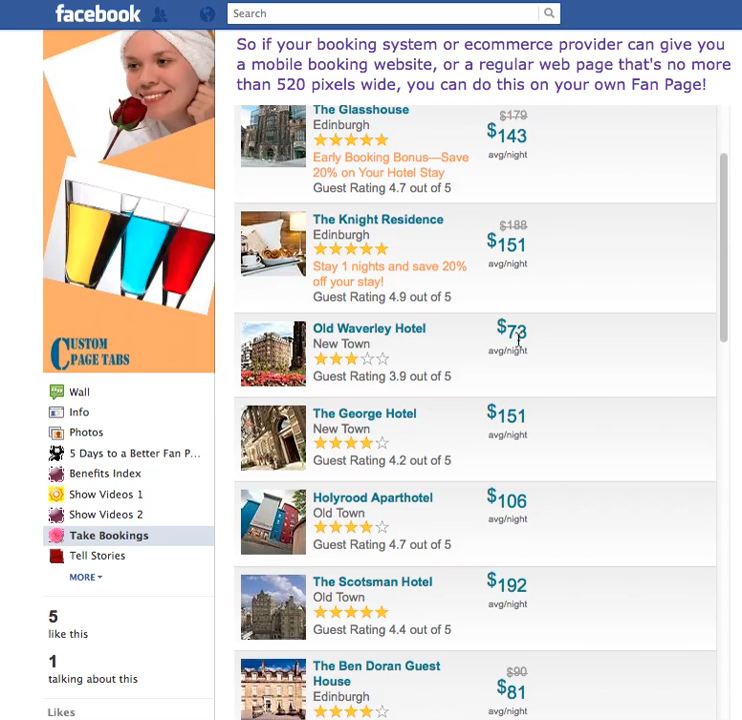 facebook
Search
So if your booking system or ecommerce provider can give you
a mobile booking website, or a regular web page that's no more
than 520 pixels wide, you can do this on your own Fan Page!
CUSTOM
PAGE TABS
Wall
Info
Photos
5 Days to a Better Fan P...
Benefits Index
Show Videos 1
Show Videos 2
Take Bookings
Tell Stories
MORE
5
like this
1
talking about this
Likes
The Glasshouse
Edinburgh
Early Booking Bonus—Save
20% on Your Hotel Stay
Guest Rating 4.7 out of 5
$179
$143
avg/night
The Knight Residence
Edinburgh
Stay 1 nights and save 20%
off your stay!
Guest Rating 4.9 out of 5
$188
$151
avg/night
Old Waverley Hotel
New Town
Guest Rating 3.9 out of 5
$73
avg/night
The George Hotel
New Town
Guest Rating 4.2 out of 5
$151
avg/night
Holyrood Aparthotel
Old Town
Guest Rating 4.7 out of 5
$106
avg/night
The Scotsman Hotel
Old Town
Guest Rating 4.4 out of 5
$192
avg/night
The Ben Doran Guest
House
Edinburgh
$90
$81
avg/night